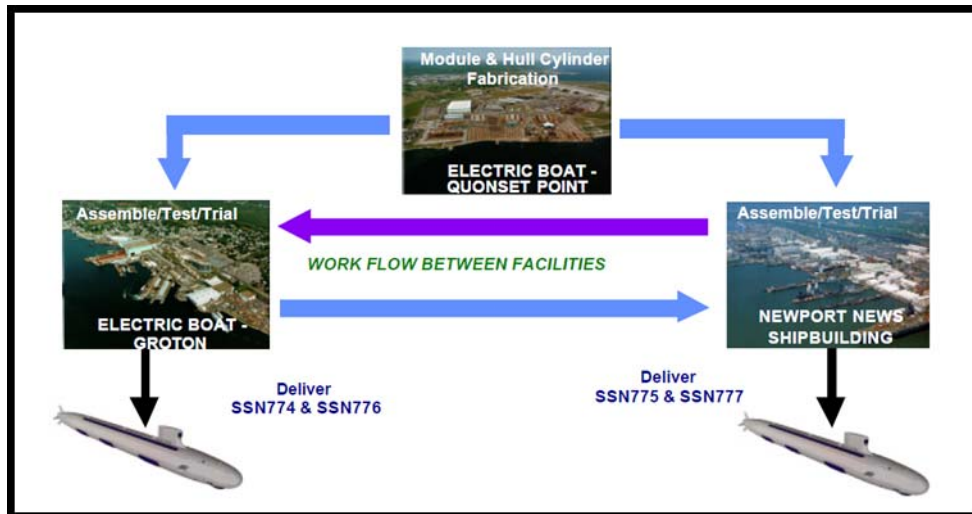 Module & Hull Cylinder
Fabrication
ELECTRIC BOAT -
QUONSET POINT
Assemble/Test/Trial
ELECTRIC BOAT -
GROTON
Assemble/Test/Trial
NEWPORT NEWS
SHIPBUILDING
WORK FLOW BETWEEN FACILITIES
Deliver
SSN774 & SSN776
Deliver
SSN775 & SSN777